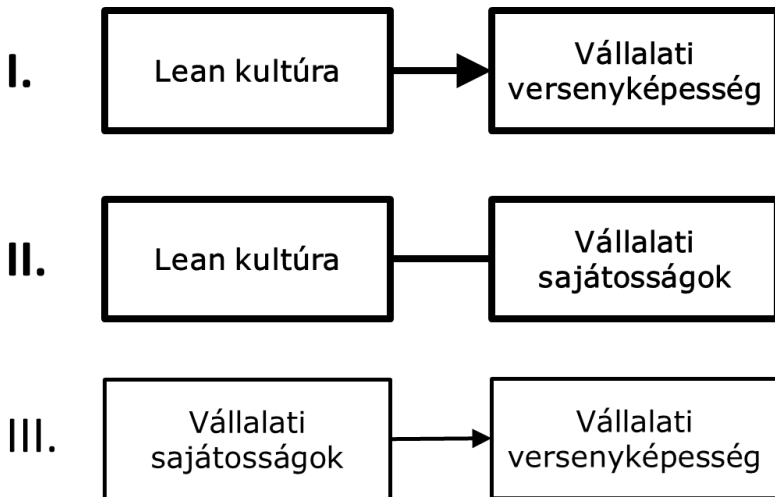 I.
Lean kultúra
Vállalati
versenyképesség
II.
Lean kultúra
Vállalati
sajátosságok
III.
Vállalati
sajátosságok
Vállalati
versenyképesség